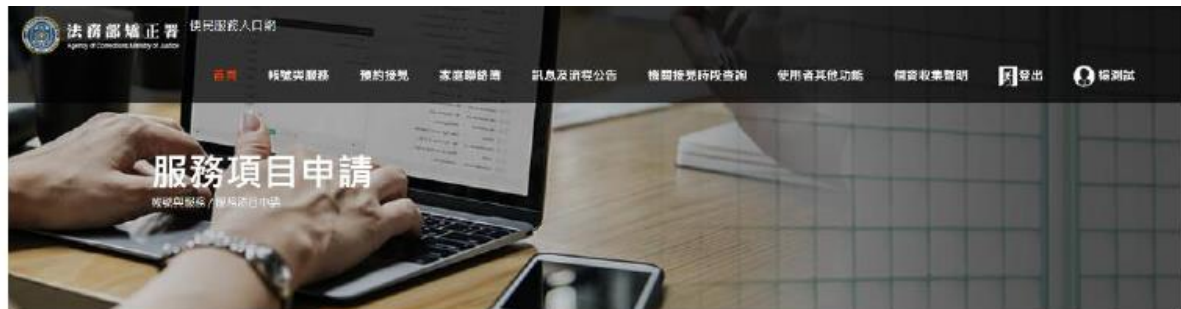 法務部矯正署 便民服務入口網
Agency of Corrections, Ministry of Justice
首頁 帳號與服務 預約接見 家庭聯絡簿 訊息及流程公告 機關接見時段查詢 使用者其他功能 個資收集聲明 登出 楊測試
服務項目申請
帳號與服務 / 服務項目申請